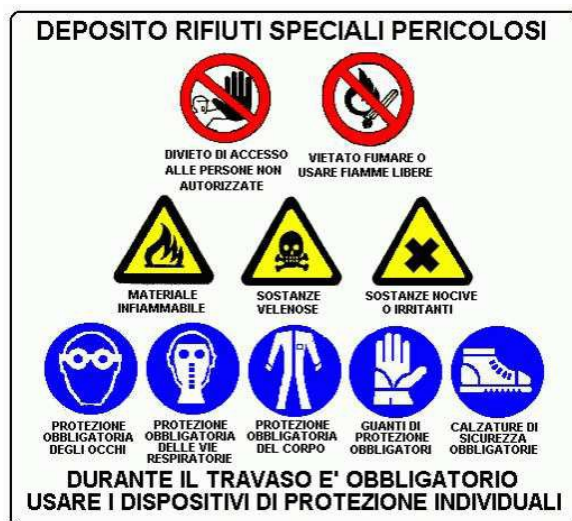 DEPOSITO RIFIUTI SPECIALI PERICOLOSI
DIVIETO DI ACCESSO
ALLE PERSONE NON
AUTORIZZATE
VIETATO FUMARE O
USARE FIAMME LIBERE
MATERIALE
INFIAMMABILE
SOSTANZE
VELENOSE
SOSTANZE NOCIVE
O IRRITANTI
PROTEZIONE
OBBLIGATORIA
DEGLI OCCHI
PROTEZIONE
OBBLIGATORIA
DELLE VIE
RESPIRATORIE
PROTEZIONE
OBBLIGATORIA
DEL CORPO
GUANTI DI
PROTEZIONE
OBBLIGATORI
CALZATURE DI
SICUREZZA
OBBLIGATORIE
DURANTE IL TRAVASO E' OBBLIGATORIO
USARE I DISPOSITIVI DI PROTEZIONE INDIVIDUALI